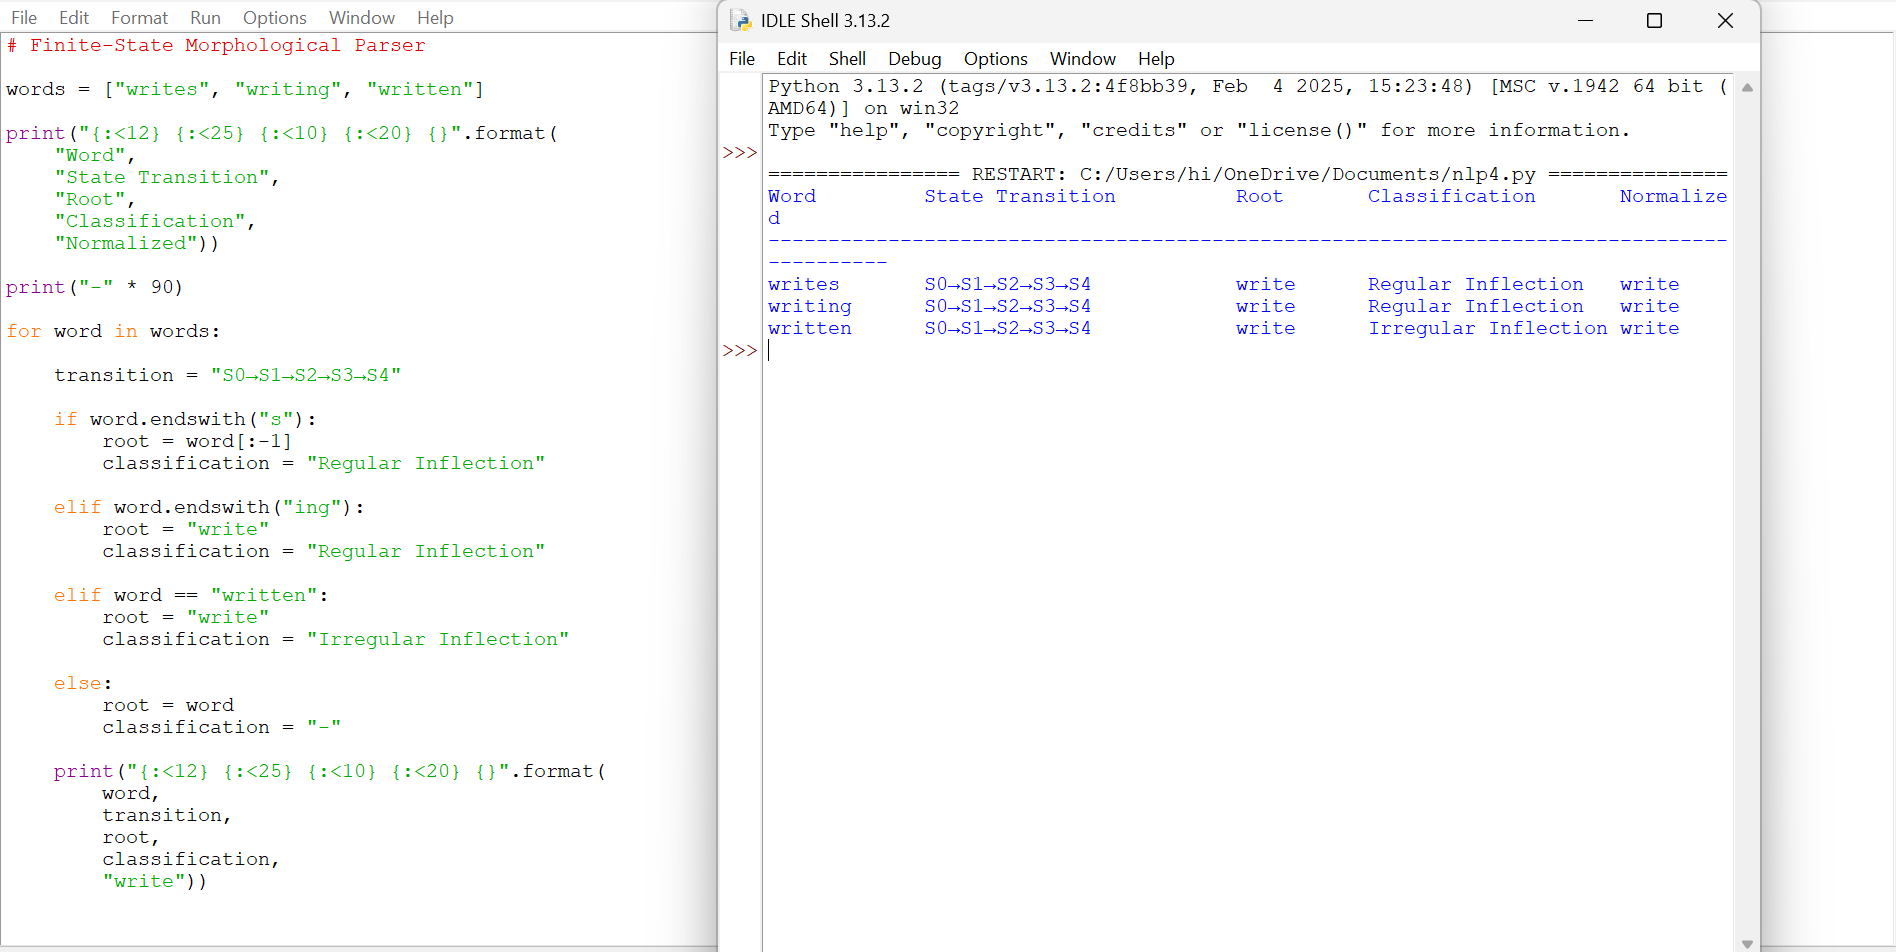 File Edit Format Run Options Window Help
# Finite-State Morphological Parser
words = ["writes", "writing", "written"]
print("{:<12} {:<25} {:<10} {:<20} {}".format(
    "Word",
    "State Transition",
    "Root",
    "Classification",
    "Normalized"))
print("-" * 90)
for word in words:
    transition = "S0→S1→S2→S3→S4"
    if word.endswith("s"):
        root = word[:-1]
        classification = "Regular Inflection"
    elif word.endswith("ing"):
        root = "write"
        classification = "Regular Inflection"
    elif word == "written":
        root = "write"
        classification = "Irregular Inflection"
    else:
        root = word
        classification = "-"
    print("{:<12} {:<25} {:<10} {:<20} {}".format(
        word,
        transition,
        root,
        classification,
        "write"))
IDLE Shell 3.13.2
File Edit Shell Debug Options Window Help
Python 3.13.2 (tags/v3.13.2:4f8bb39, Feb  4 2025, 15:23:48) [MSC v.1942 64 bit (
AMD64)] on win32
Type "help", "copyright", "credits" or "license()" for more information.
>>>
================ RESTART: C:/Users/hi/OneDrive/Documents/nlp4.py ===============
Word         State Transition          Root       Classification       Normalize
d
--------------------------------------------------------------------------------
----------
writes       S0→S1→S2→S3→S4            write      Regular Inflection   write
writing      S0→S1→S2→S3→S4            write      Regular Inflection   write
written      S0→S1→S2→S3→S4            write      Irregular Inflection write
>>>